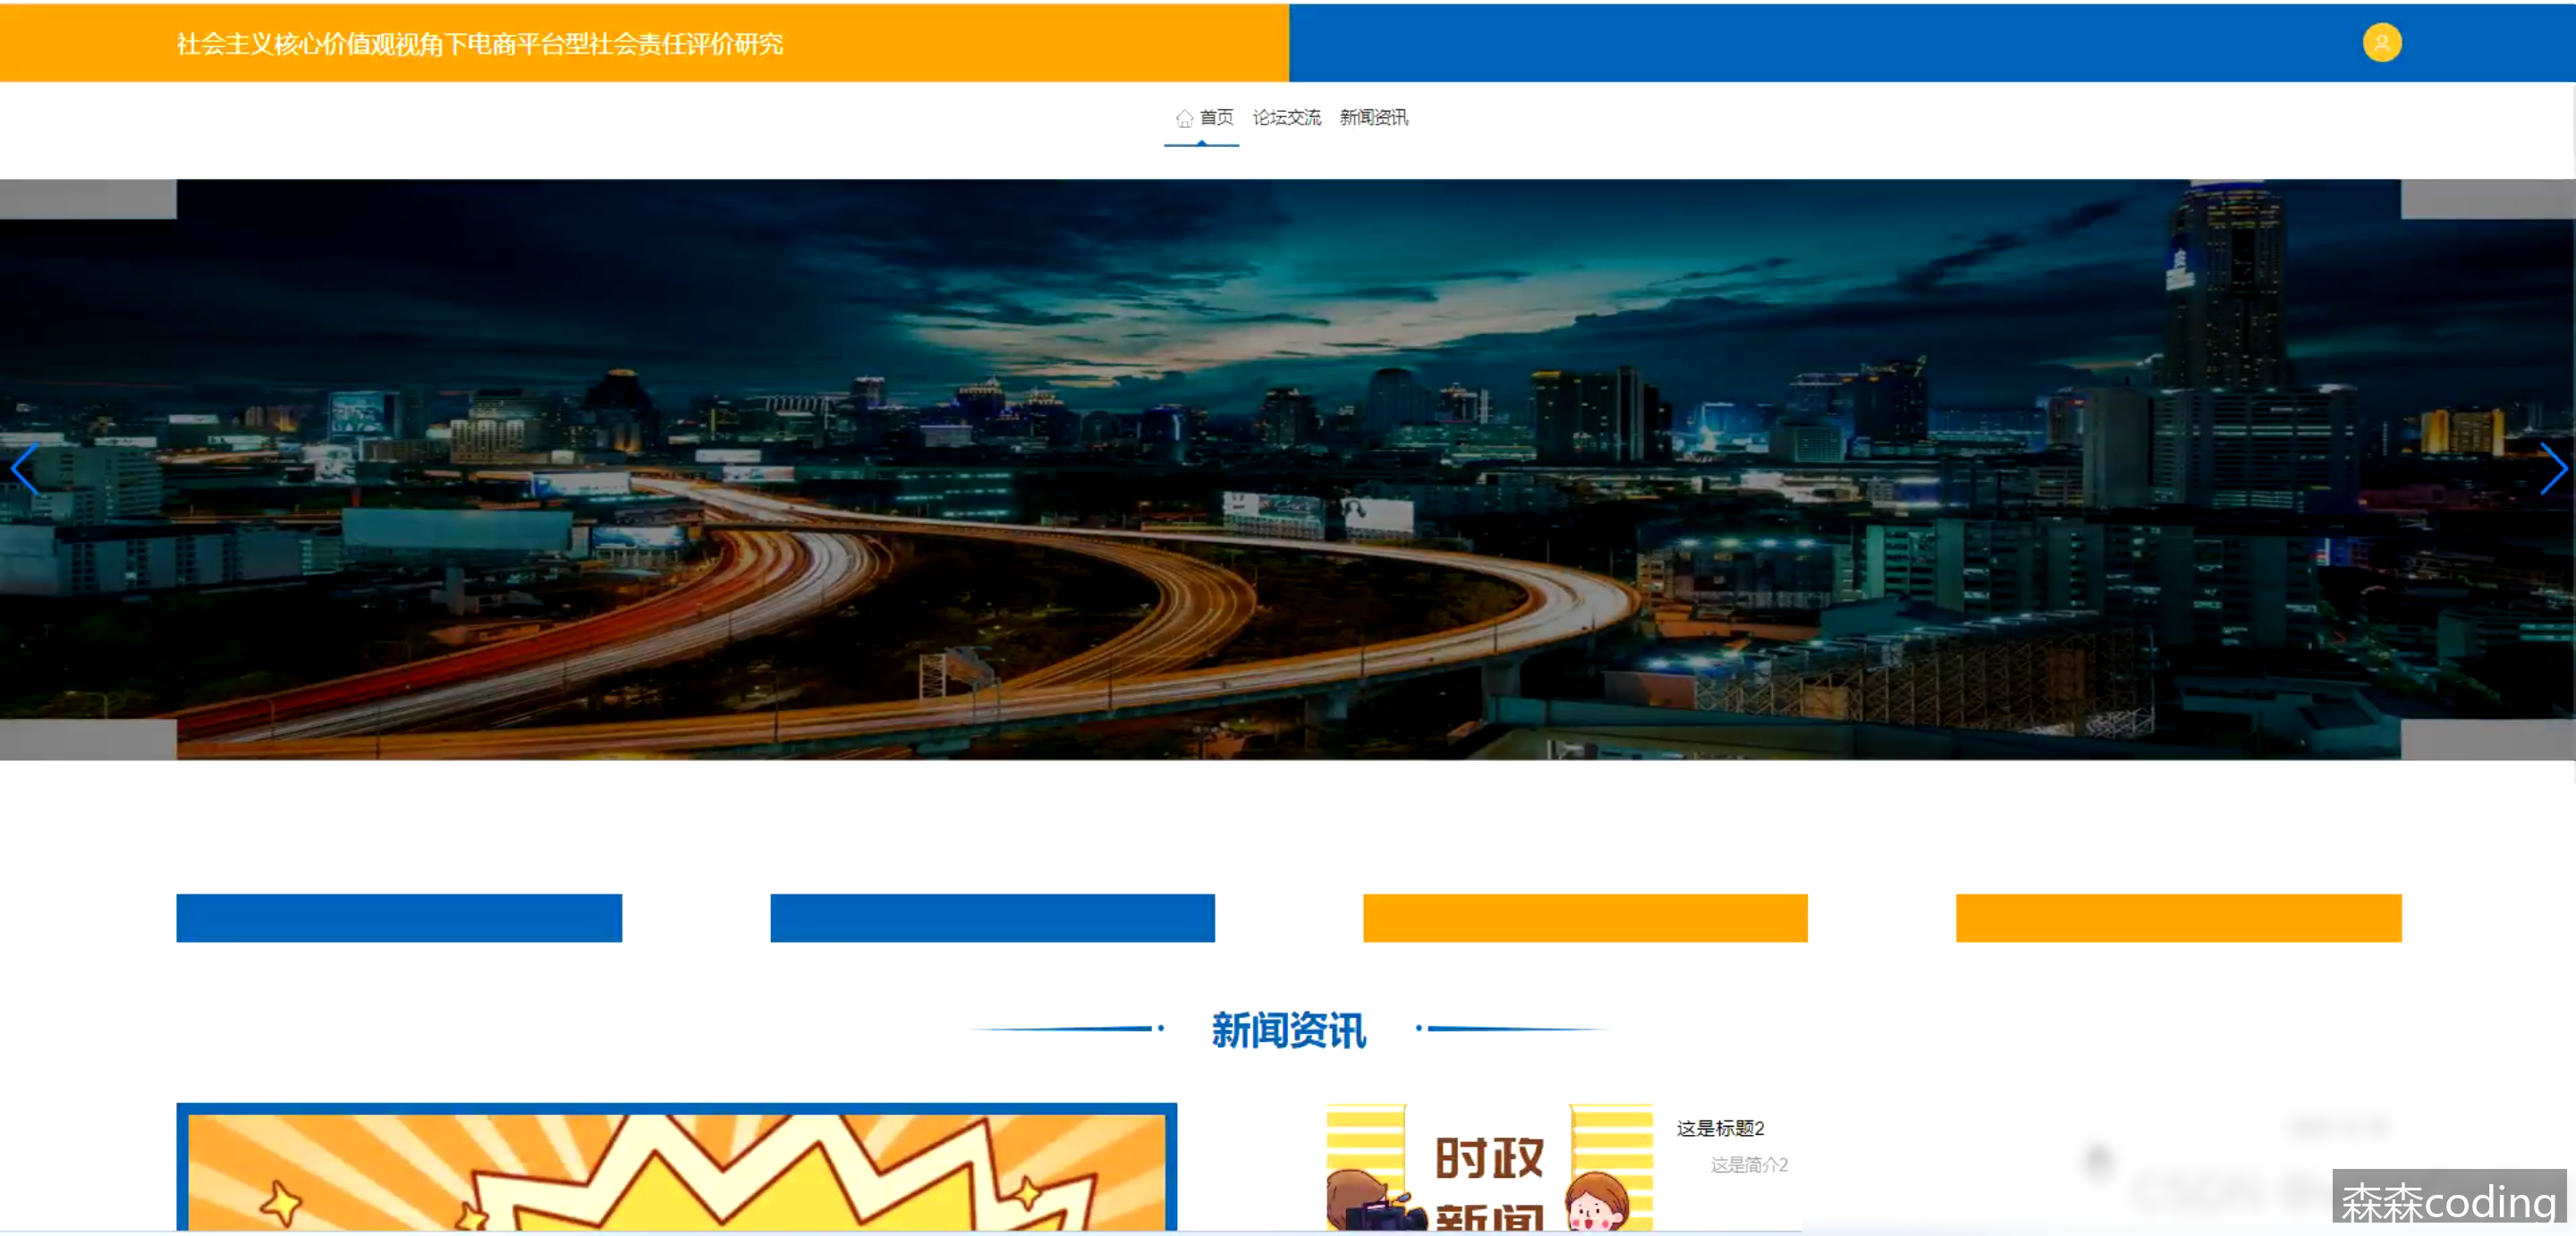 社会主义核心价值观视角下电商平台型社会责任评价研究
首页 论坛交流 新闻资讯
新闻资讯
时政
新闻
这是标题2
这是简介2
森森coding